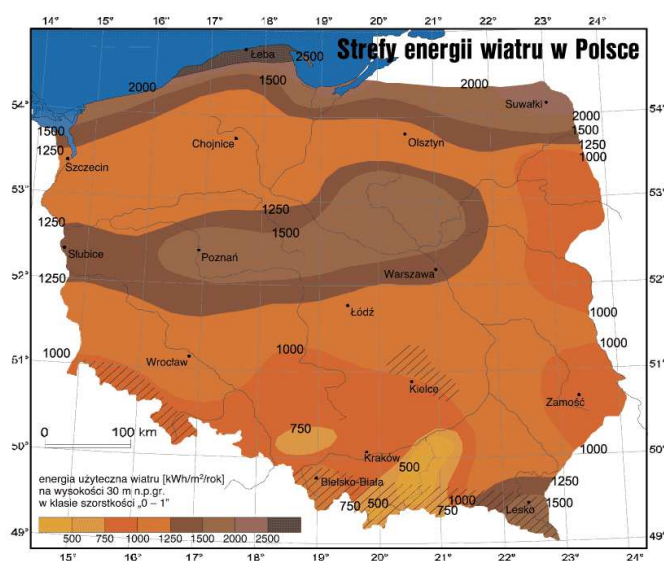 14° 15° 16° 17° 18° 19° 20° 21° 22° 23° 24°
Strefy energii wiatru w Polsce
Łeba
2500
2000
1500
2000
Suwałki
54°
54°
2000
1500
1500
1250
1250
1000
Chojnice
Olsztyn
Szczecin
53°
53°
1250
1250
1500
Słubice
Poznań
Warszawa
1250
52°
52°
Łódź
1000
1000
1000
51°
51°
Wrocław
Kielce
Zamość
0 100 km
750
50°
50°
Kraków
500
1000
energia użyteczna wiatru [kWh/m²/rok]
na wysokości 30 m n.p.gr.
w klasie szorstkości „0 – 1”
Bielsko-Biała
1250
1500
Lesko
750 500 750 1000
500 750 1000 1250 1500 2000 2500
49°
49°
15° 16° 17° 18° 19° 20° 21° 22° 23°